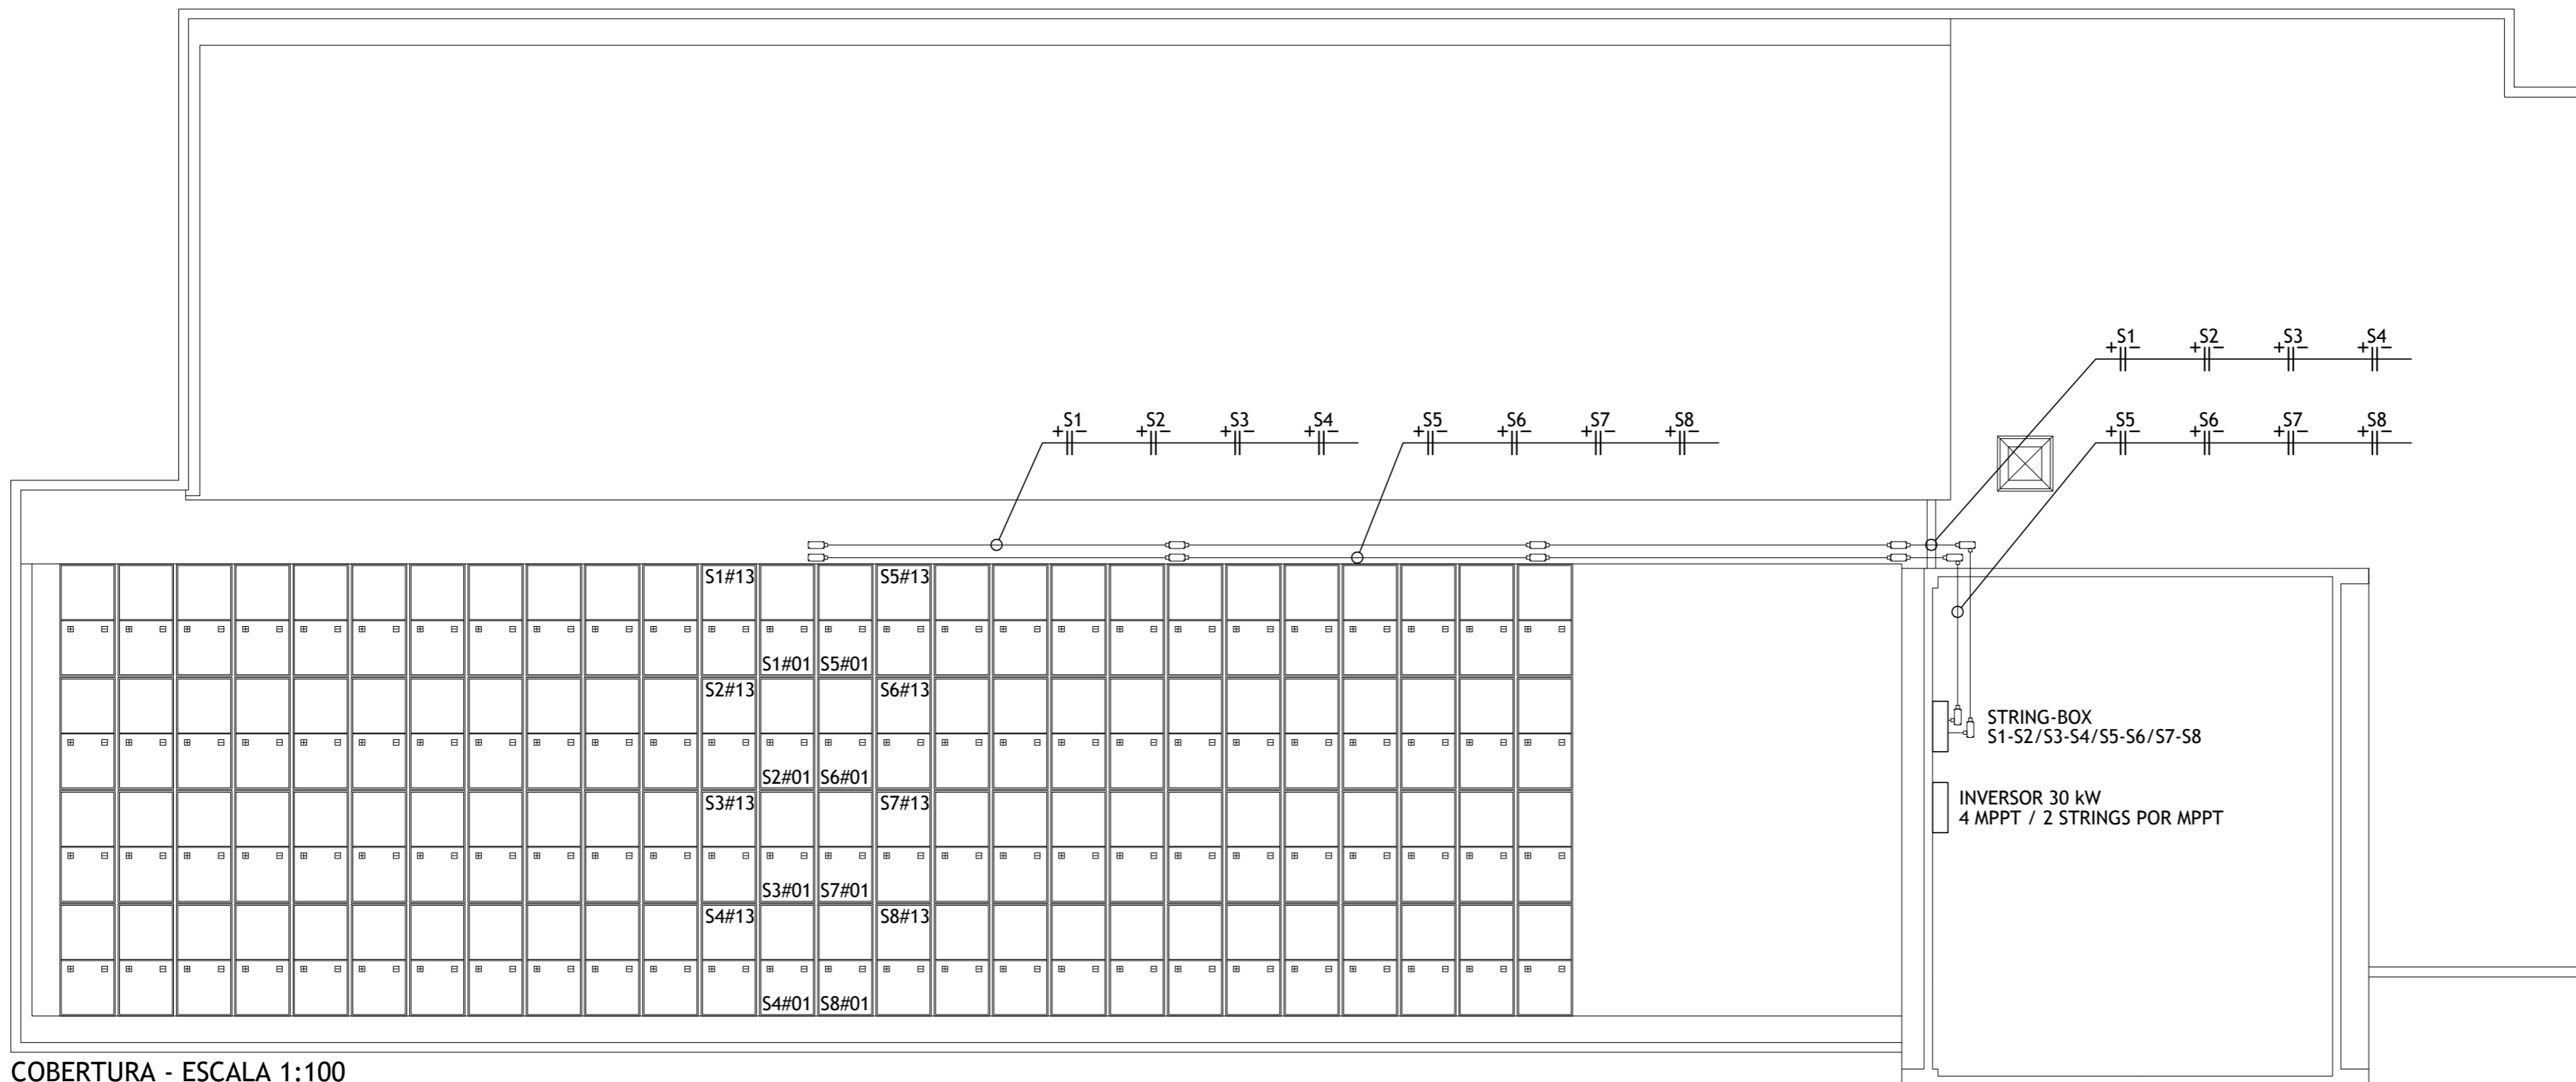 S1 S2 S3 S4
+ − + − + − + −
S1 S2 S3 S4 S5 S6 S7 S8 S5 S6 S7 S8
+ − + − + − + − + − + − + − + − + − + − + − + −
S1#13 S5#13
S1#01 S5#01
S2#13 S6#13
STRING-BOX
S1-S2/S3-S4/S5-S6/S7-S8
S2#01 S6#01
S3#13 S7#13
INVERSOR 30 kW
4 MPPT / 2 STRINGS POR MPPT
S3#01 S7#01
S4#13 S8#13
S4#01 S8#01
COBERTURA - ESCALA 1:100